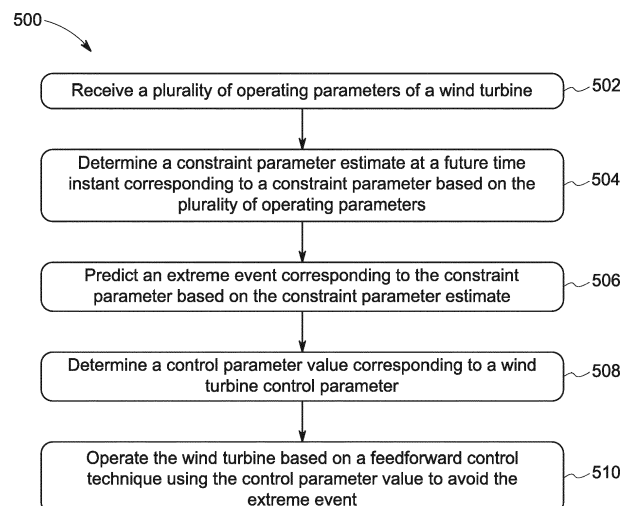 500
Receive a plurality of operating parameters of a wind turbine
502
Determine a constraint parameter estimate at a future time
instant corresponding to a constraint parameter based on the
plurality of operating parameters
504
Predict an extreme event corresponding to the constraint
parameter based on the constraint parameter estimate
506
Determine a control parameter value corresponding to a wind
turbine control parameter
508
Operate the wind turbine based on a feedforward control
technique using the control parameter value to avoid the
extreme event
510